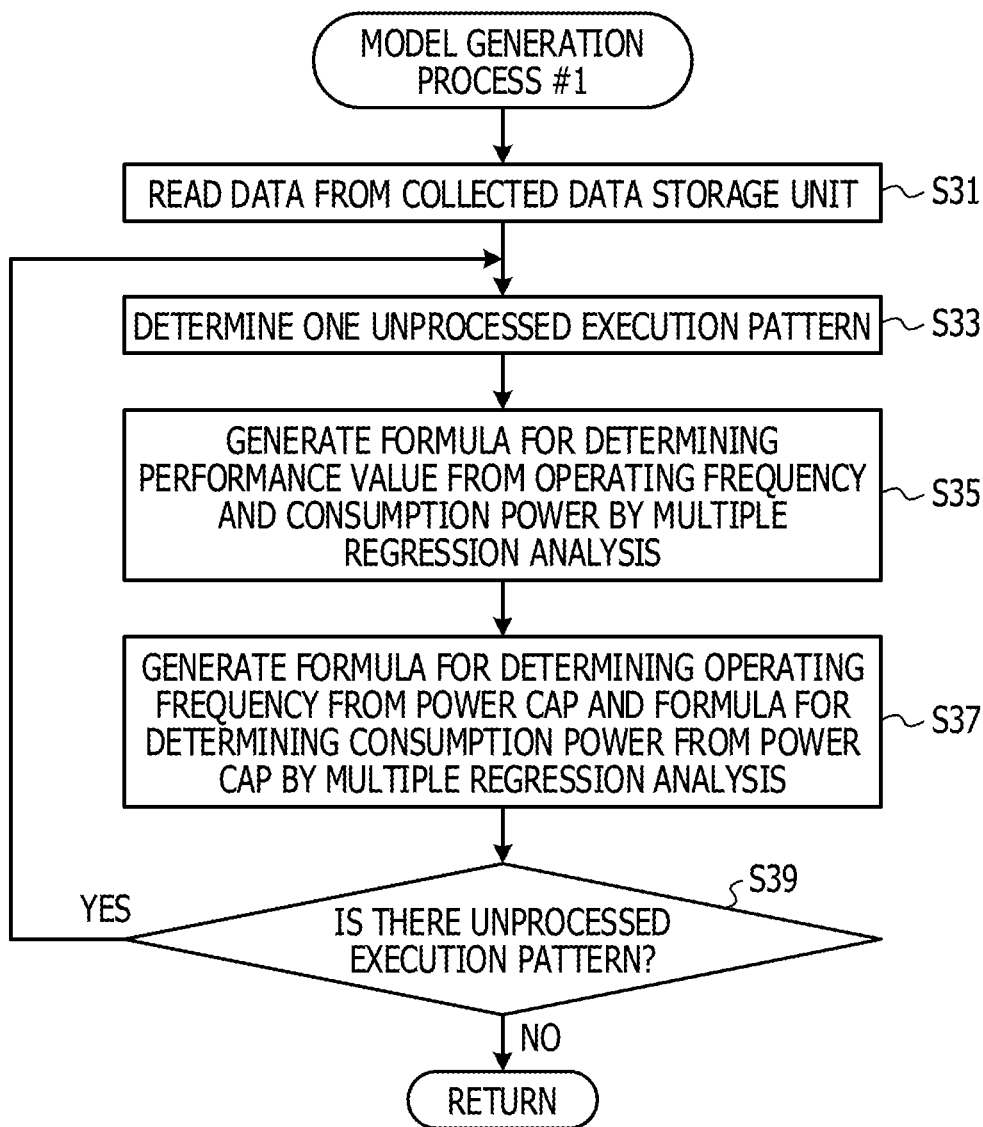 MODEL GENERATION
PROCESS #1
READ DATA FROM COLLECTED DATA STORAGE UNIT
S31
DETERMINE ONE UNPROCESSED EXECUTION PATTERN
S33
GENERATE FORMULA FOR DETERMINING
PERFORMANCE VALUE FROM OPERATING FREQUENCY
AND CONSUMPTION POWER BY MULTIPLE
REGRESSION ANALYSIS
S35
GENERATE FORMULA FOR DETERMINING OPERATING
FREQUENCY FROM POWER CAP AND FORMULA FOR
DETERMINING CONSUMPTION POWER FROM POWER
CAP BY MULTIPLE REGRESSION ANALYSIS
S37
S39
YES
IS THERE UNPROCESSED
EXECUTION PATTERN?
NO
RETURN